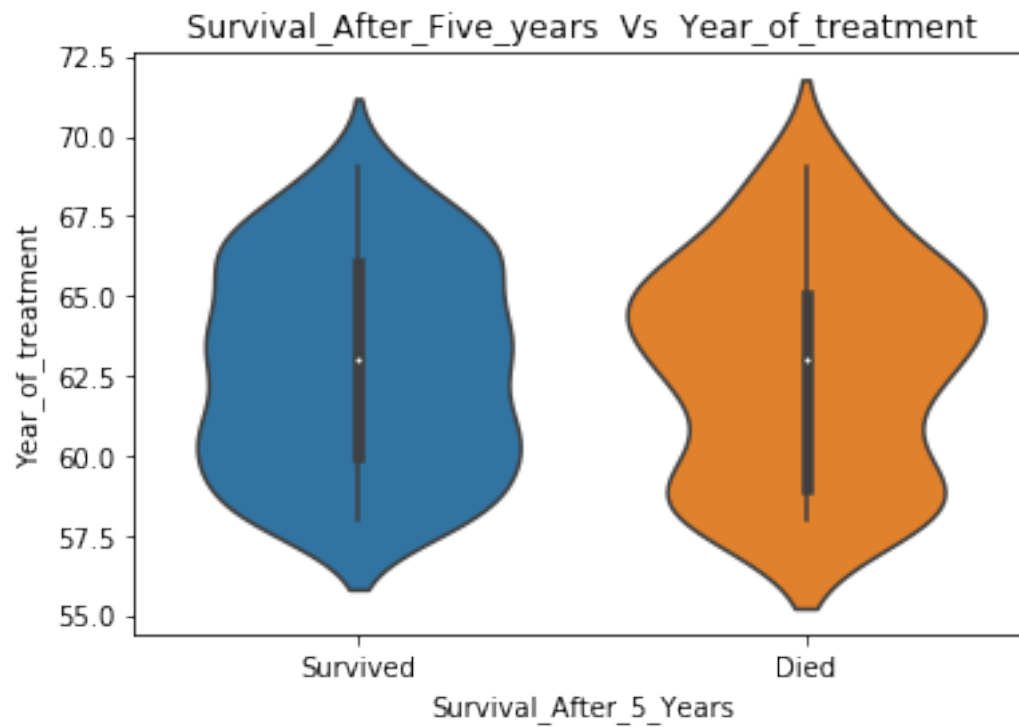 Survival_After_Five_years Vs Year_of_treatment
72.5
70.0
67.5
65.0
62.5
60.0
57.5
55.0
Year_of_treatment
Survived Died
Survival_After_5_Years